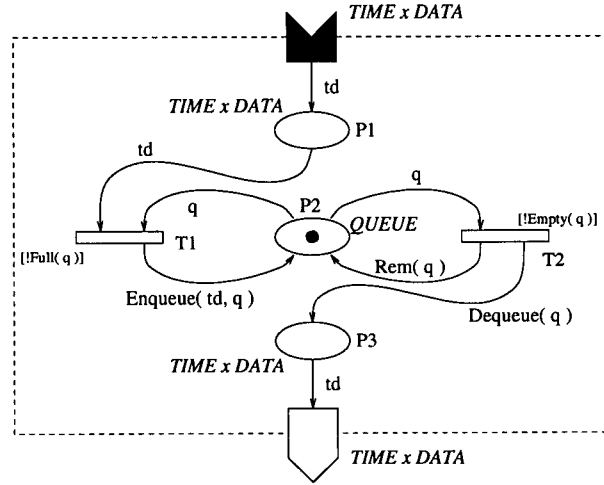 TIME x DATA
td
TIME x DATA
P1
td
q
P2
q
QUEUE
[!Empty( q )]
[!Full( q )]
T1
T2
Rem( q )
Enqueue( td, q )
Dequeue( q )
P3
TIME x DATA
td
TIME x DATA